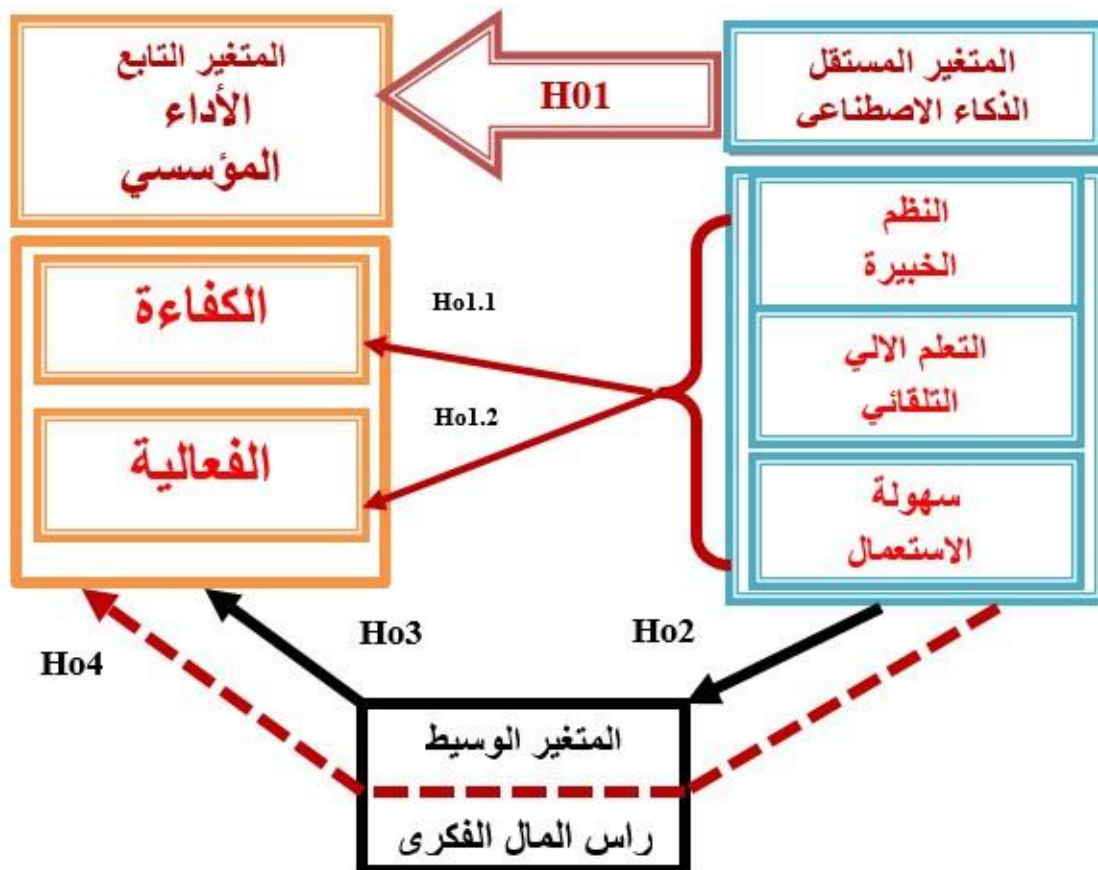 المتغير المستقل
الذكاء الاصطناعى
H01
المتغير التابع
الأداء
المؤسسي
النظم
الخبيرة
التعلم الالي
التلقائي
سهولة
الاستعمال
Ho1.1
Ho1.2
الكفاءة
الفعالية
Ho2
Ho3
Ho4
المتغير الوسيط
راس المال الفكرى